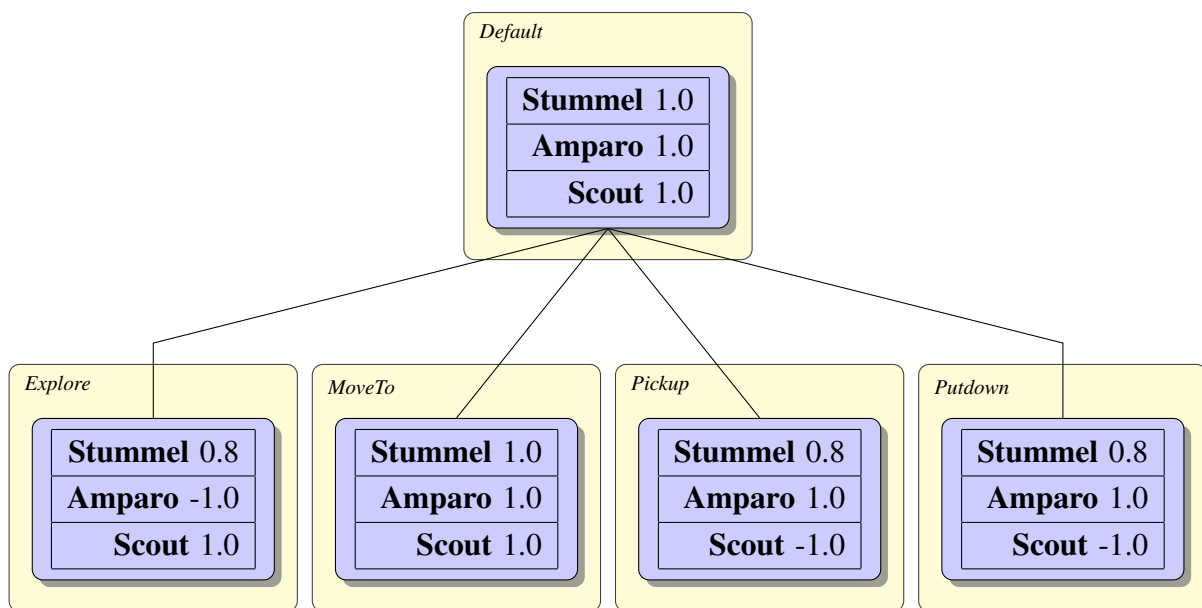 Default
Stummel 1.0
Amparo 1.0
Scout 1.0
Explore
Stummel 0.8
Amparo -1.0
Scout 1.0
MoveTo
Stummel 1.0
Amparo 1.0
Scout 1.0
Pickup
Stummel 0.8
Amparo 1.0
Scout -1.0
Putdown
Stummel 0.8
Amparo 1.0
Scout -1.0